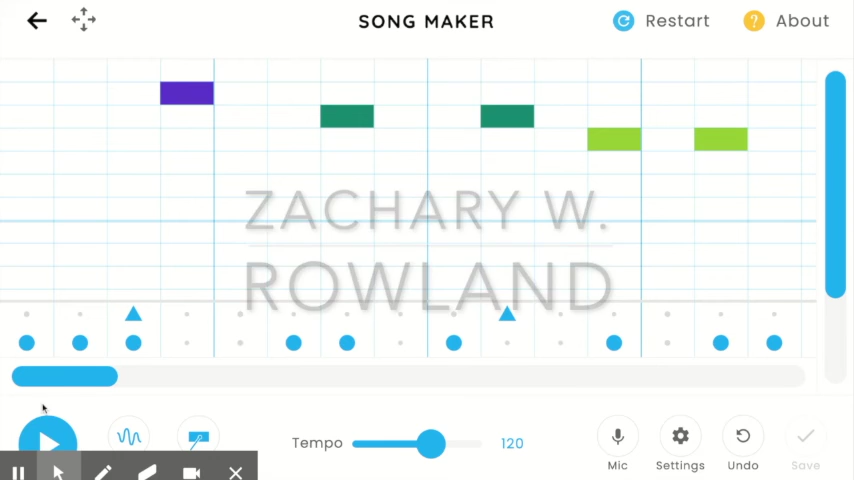 SONG MAKER
Restart
? About
ZACHARY W.
ROWLAND
Tempo
120
Mic
Settings
Undo
Save